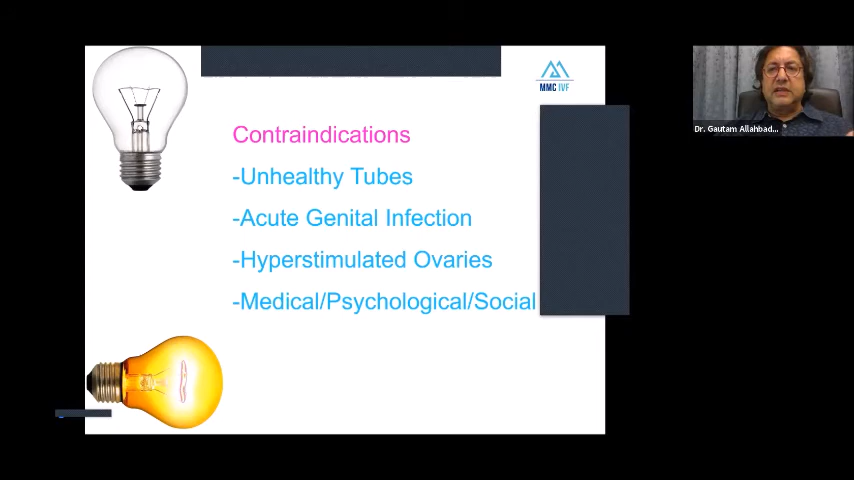 MMC IVF
Contraindications
-Unhealthy Tubes
-Acute Genital Infection
-Hyperstimulated Ovaries
-Medical/Psychological/Social
Dr. Gautam Allahbad...